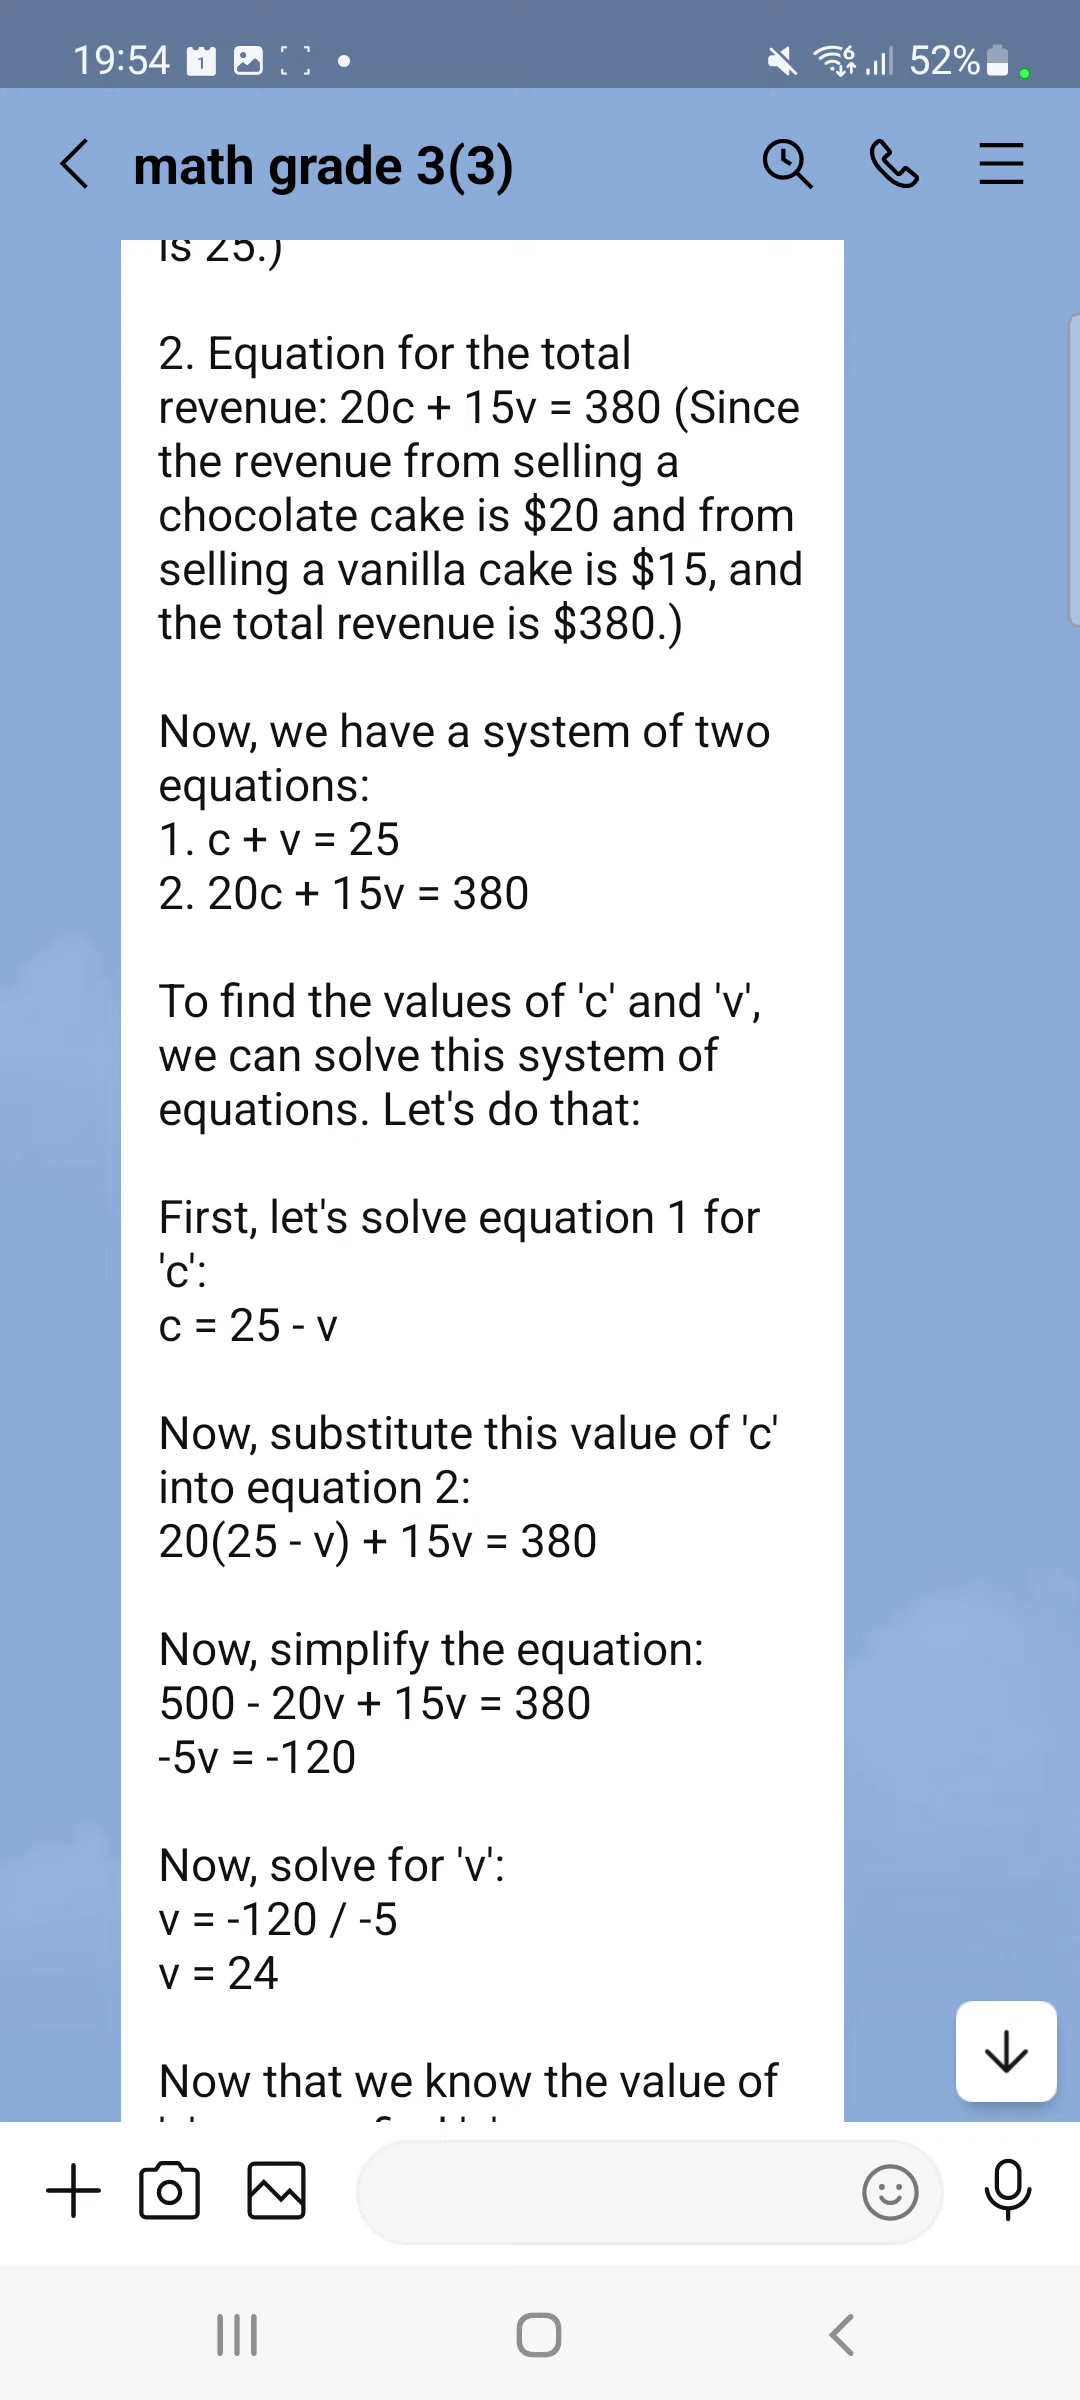 19:54 52%
math grade 3(3)
is 25.)
2. Equation for the total
revenue: 20c + 15v = 380 (Since
the revenue from selling a
chocolate cake is $20 and from
selling a vanilla cake is $15, and
the total revenue is $380.)
Now, we have a system of two
equations:
1. c + v = 25
2. 20c + 15v = 380
To find the values of 'c' and 'v',
we can solve this system of
equations. Let's do that:
First, let's solve equation 1 for
'c':
c = 25 - v
Now, substitute this value of 'c'
into equation 2:
20(25 - v) + 15v = 380
Now, simplify the equation:
500 - 20v + 15v = 380
-5v = -120
Now, solve for 'v':
v = -120 / -5
v = 24
Now that we know the value of